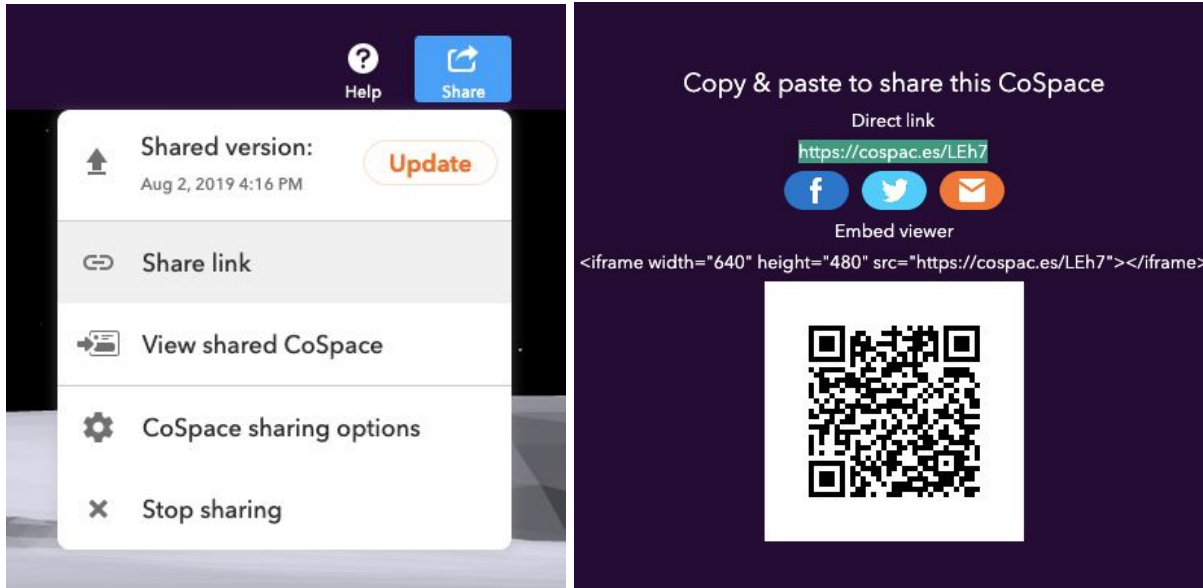 Help
Share
Shared version:
Update
Aug 2, 2019 4:16 PM
Share link
View shared CoSpace
CoSpace sharing options
Stop sharing
Copy & paste to share this CoSpace
Direct link
https://cospac.es/LEh7
Embed viewer
<iframe width="640" height="480" src="https://cospac.es/LEh7"></iframe>